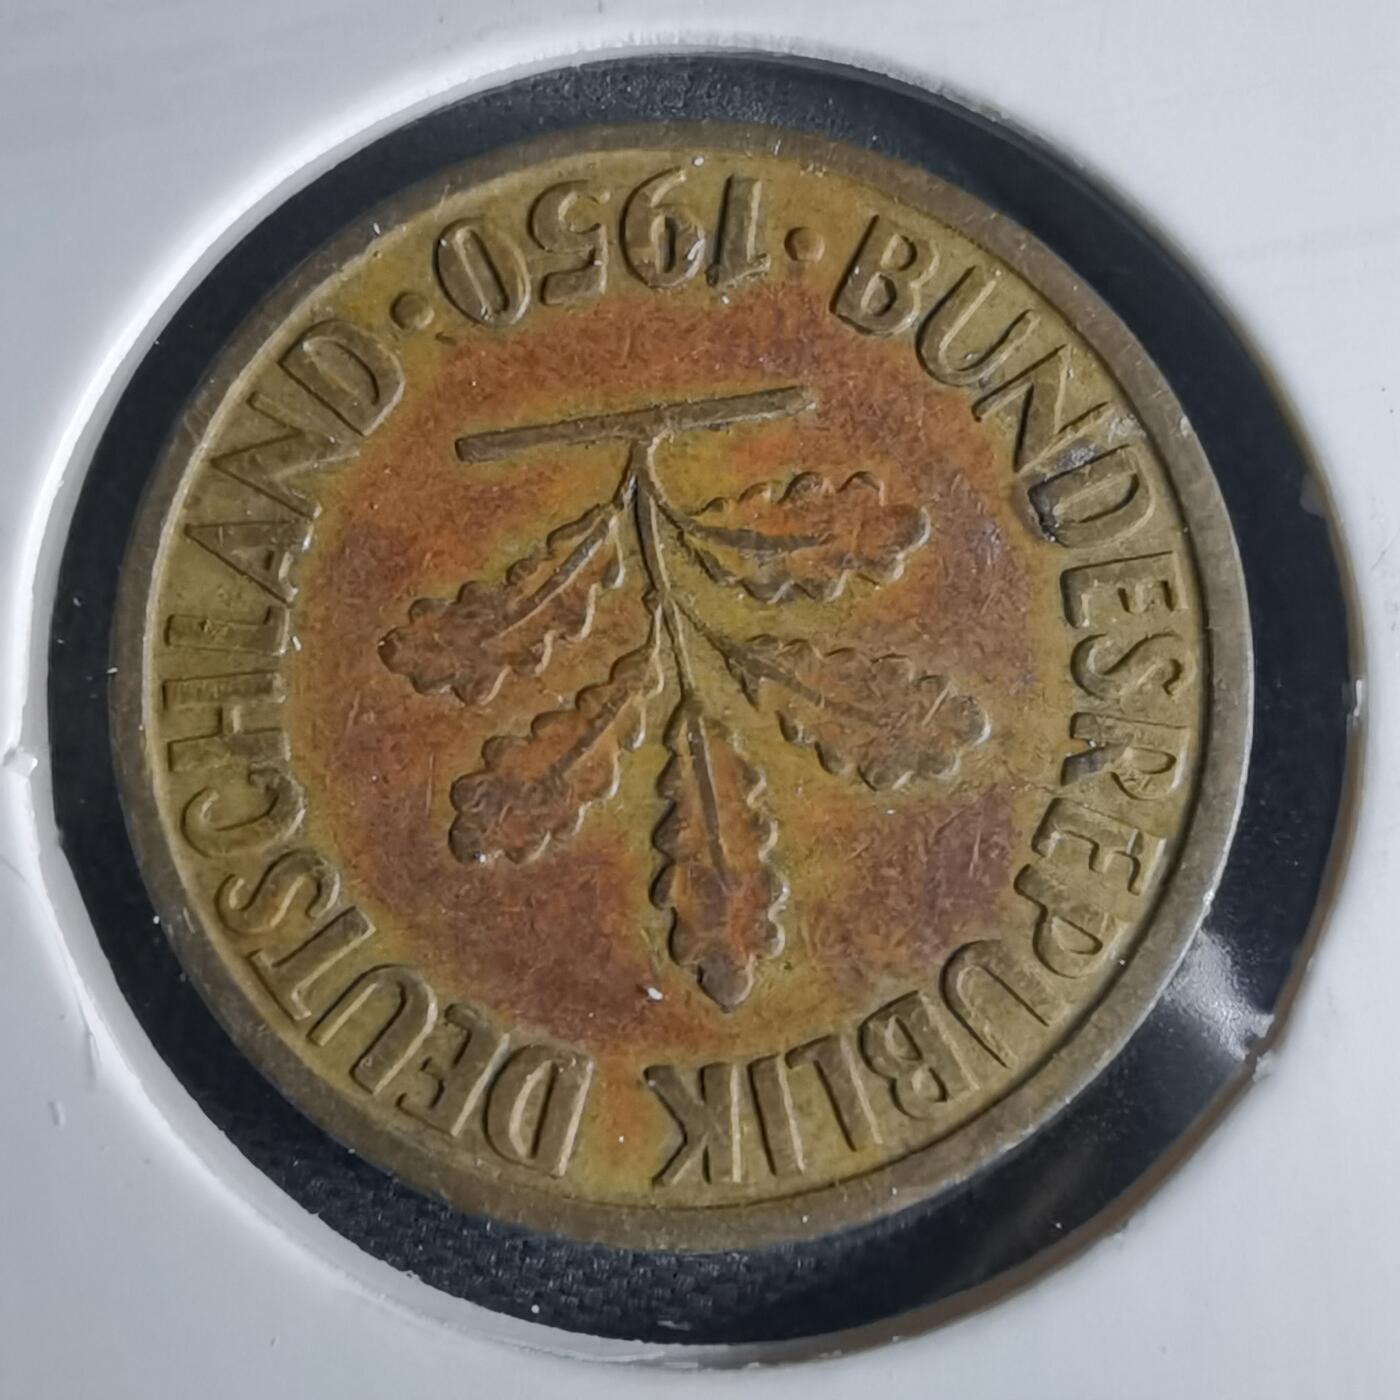 BUNDESREPUBLIK DEUTSCHLAND
· 1950 ·